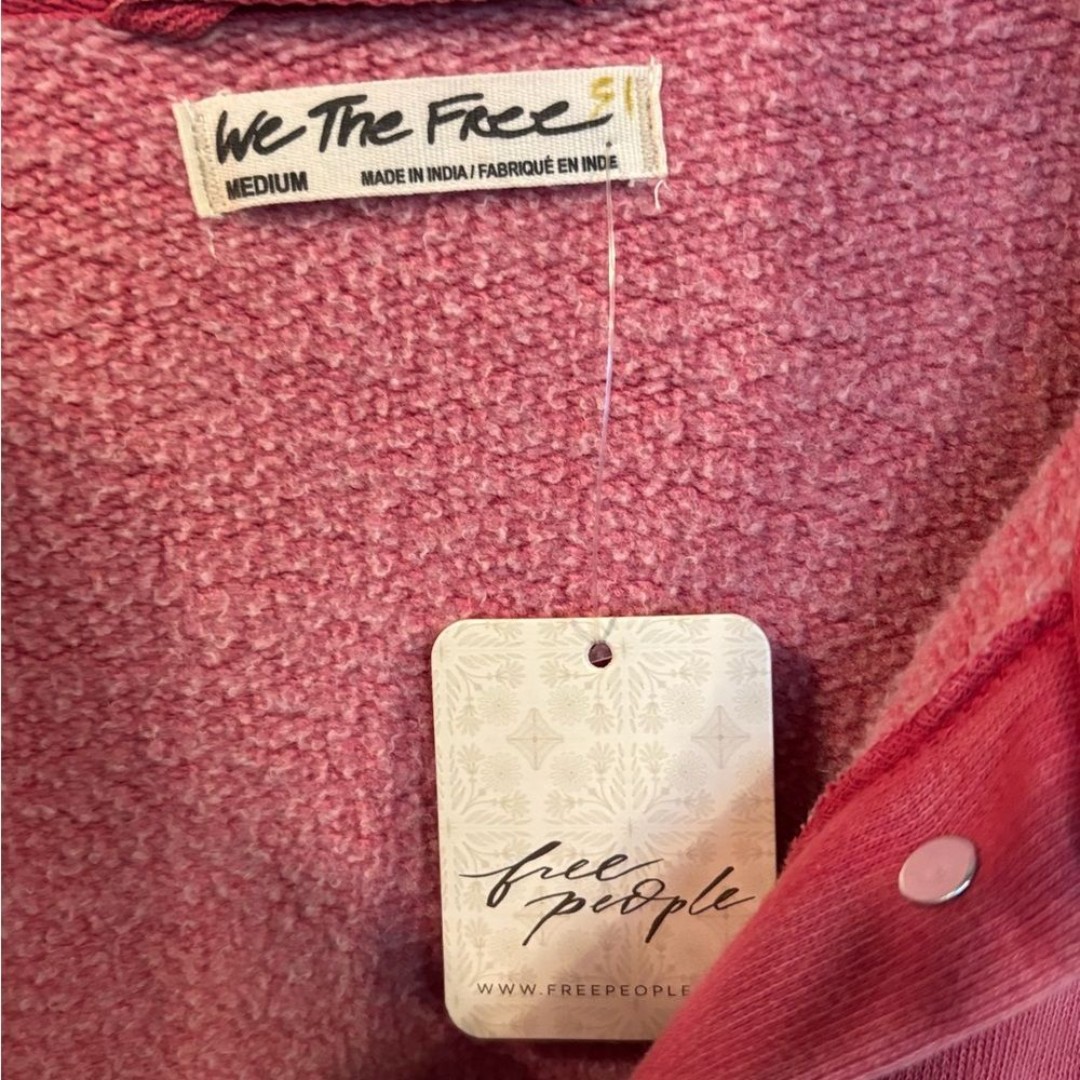 We The Free
MEDIUM MADE IN INDIA / FABRIQUÉ EN INDE
free
people
WWW.FREEPEOPLE